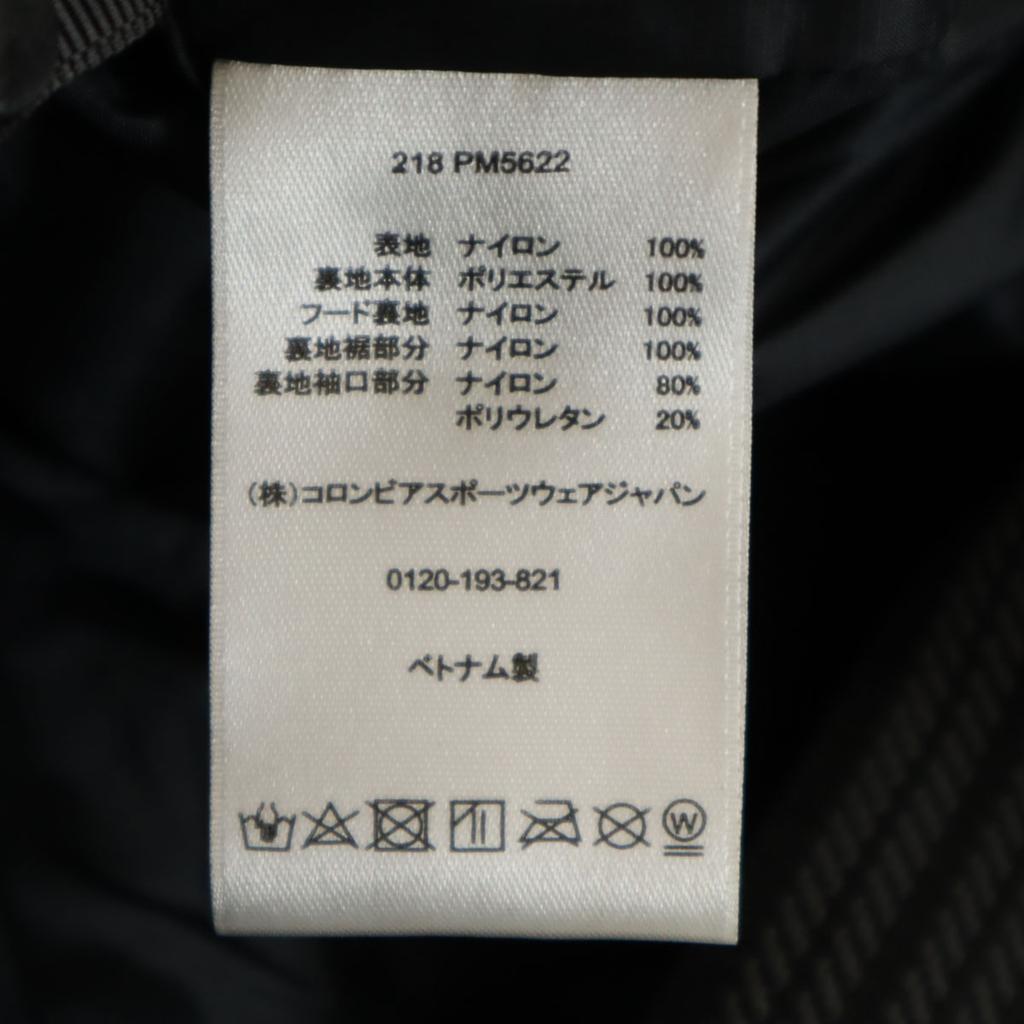 218 PM5622
表地 ナイロン 100%
裏地本体 ポリエステル 100%
フード裏地 ナイロン 100%
裏地裾部分 ナイロン 100%
裏地袖口部分 ナイロン 80%
ポリウレタン 20%
(株)コロンビアスポーツウェアジャパン
0120-193-821
ベトナム製
W